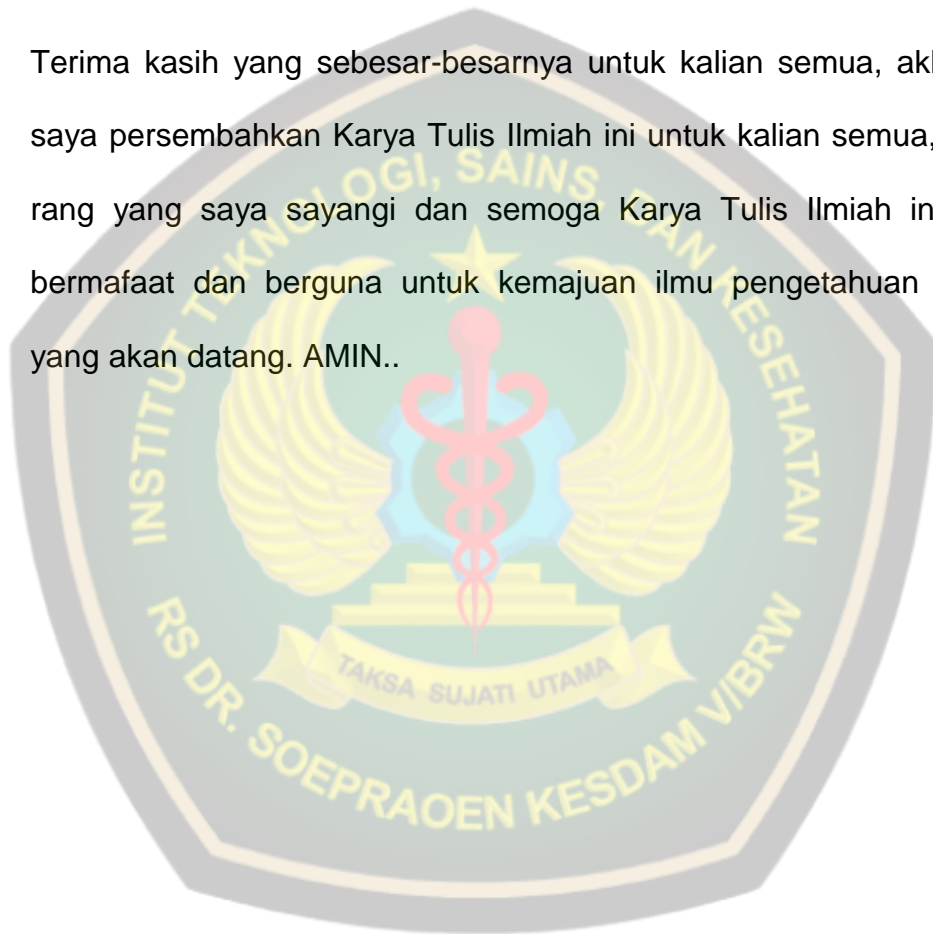 Terima kasih yang sebesar-besarnya untuk kalian semua,
saya persembahkan Karya Tulis Ilmiah ini untuk kalian semua,
rang yang saya sayangi dan semoga Karya Tulis Ilmiah
bermafaat dan berguna untuk kemajuan ilmu pengetahuan
yang akan datang. AMIN..
INSTITUT TEKNOLOGI, SAINS, DAN KESEHATAN
TAKSA SUJATI UTAMA
RS DR. SOEPRAOEN KESDAM V/BRW